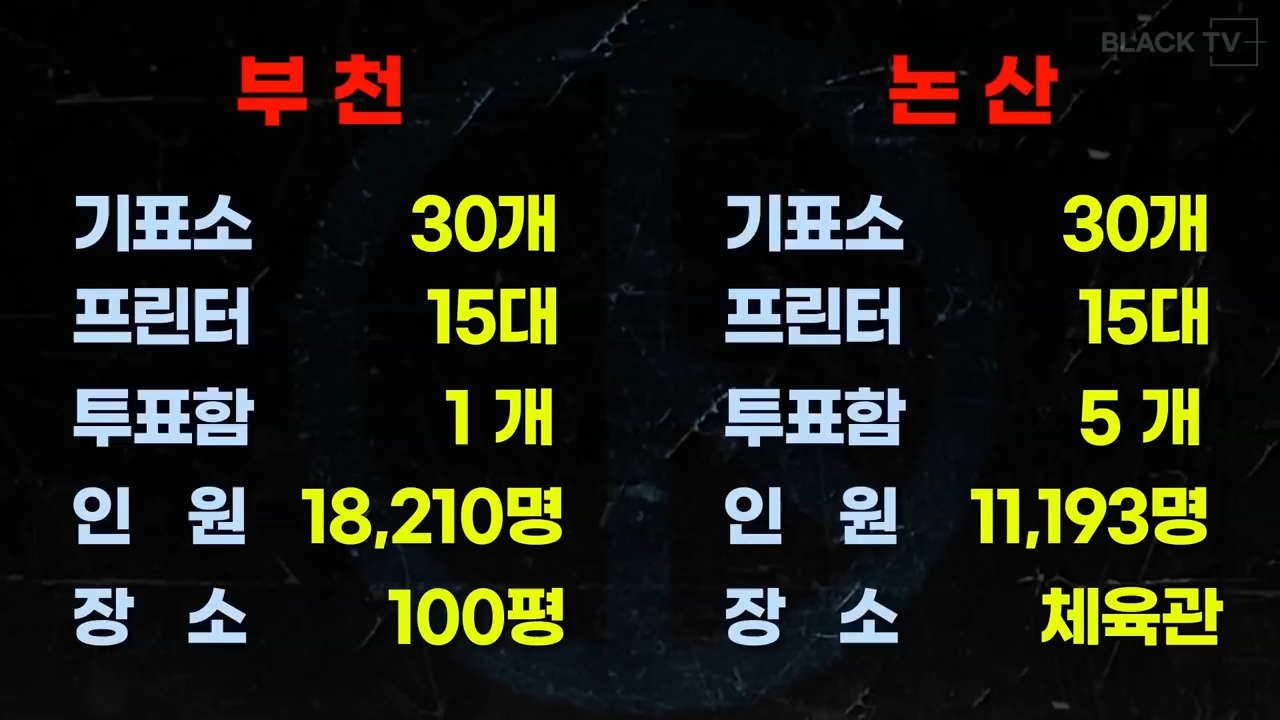 BLACK TV
부천
기표소 30개
프린터 15대
투표함 1 개
인 원 18,210명
장 소 100평
논산
기표소 30개
프린터 15대
투표함 5 개
인 원 11,193명
장 소 체육관